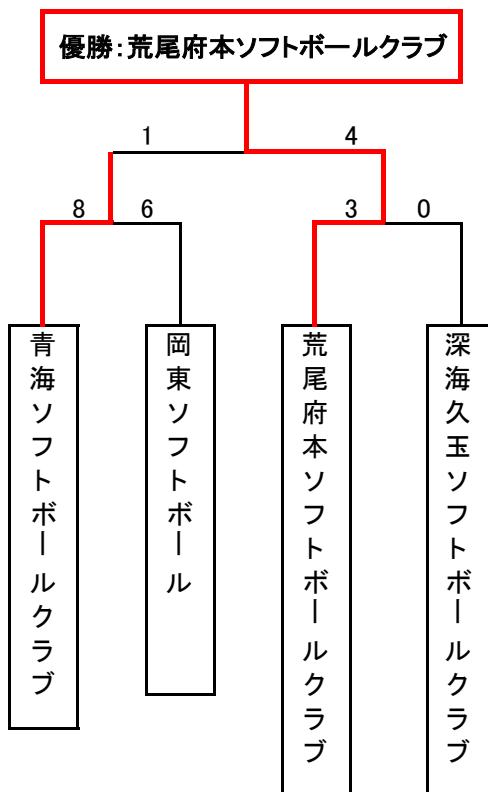 優勝:荒尾府本ソフトボールクラブ
1 4
8 6 3 0
青海ソフトボールクラブ
岡東ソフトボール
荒尾府本ソフトボールクラブ
深海久玉ソフトボールクラブ